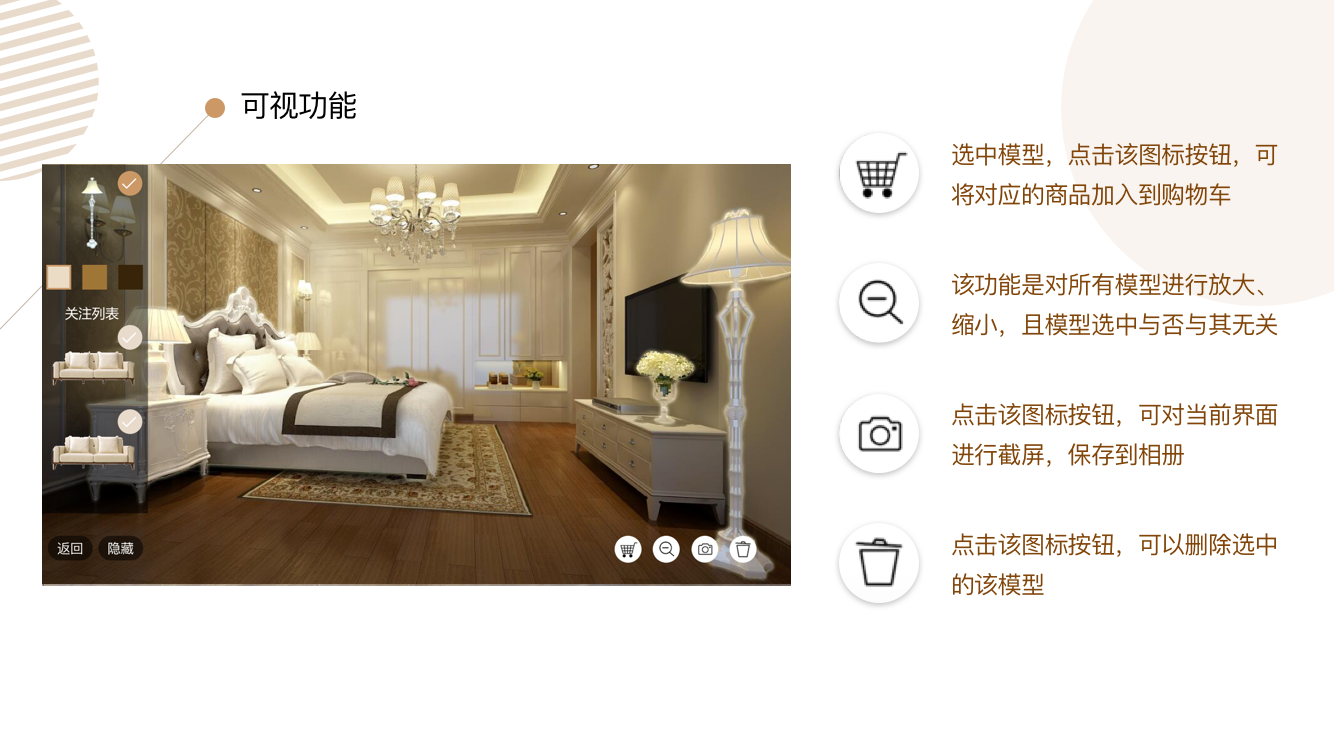 可视功能
关注列表
返回
隐藏
选中模型，点击该图标按钮，可
将对应的商品加入到购物车
该功能是对所有模型进行放大、
缩小，且模型选中与否与其无关
点击该图标按钮，可对当前界面
进行截屏，保存到相册
点击该图标按钮，可以删除选中
的该模型